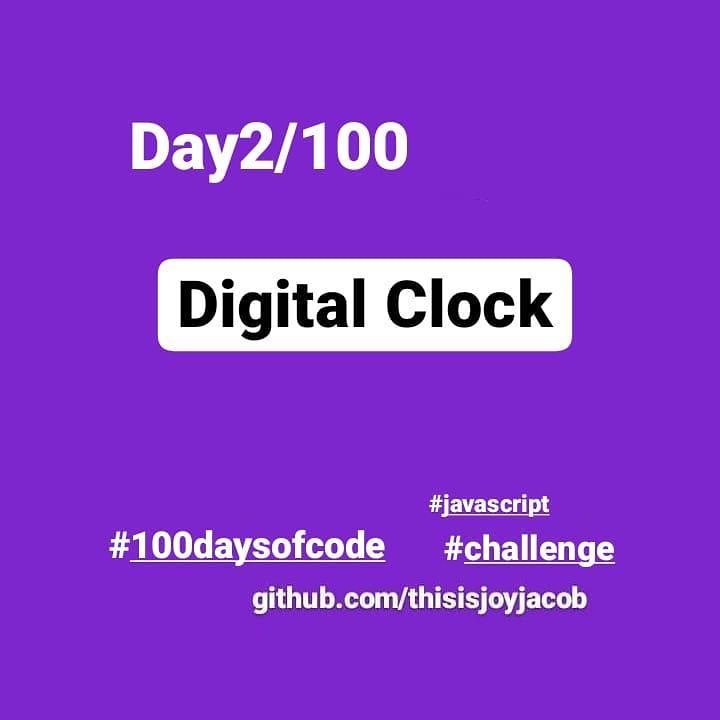 Day2/100
Digital Clock
#javascript
#100daysofcode #challenge
github.com/thisisjoyjacob